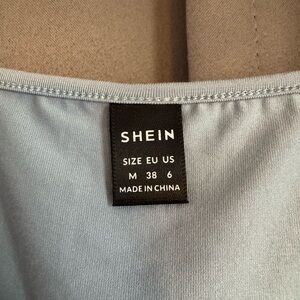 SHEIN
SIZE EU US
M 38 6
MADE IN CHINA